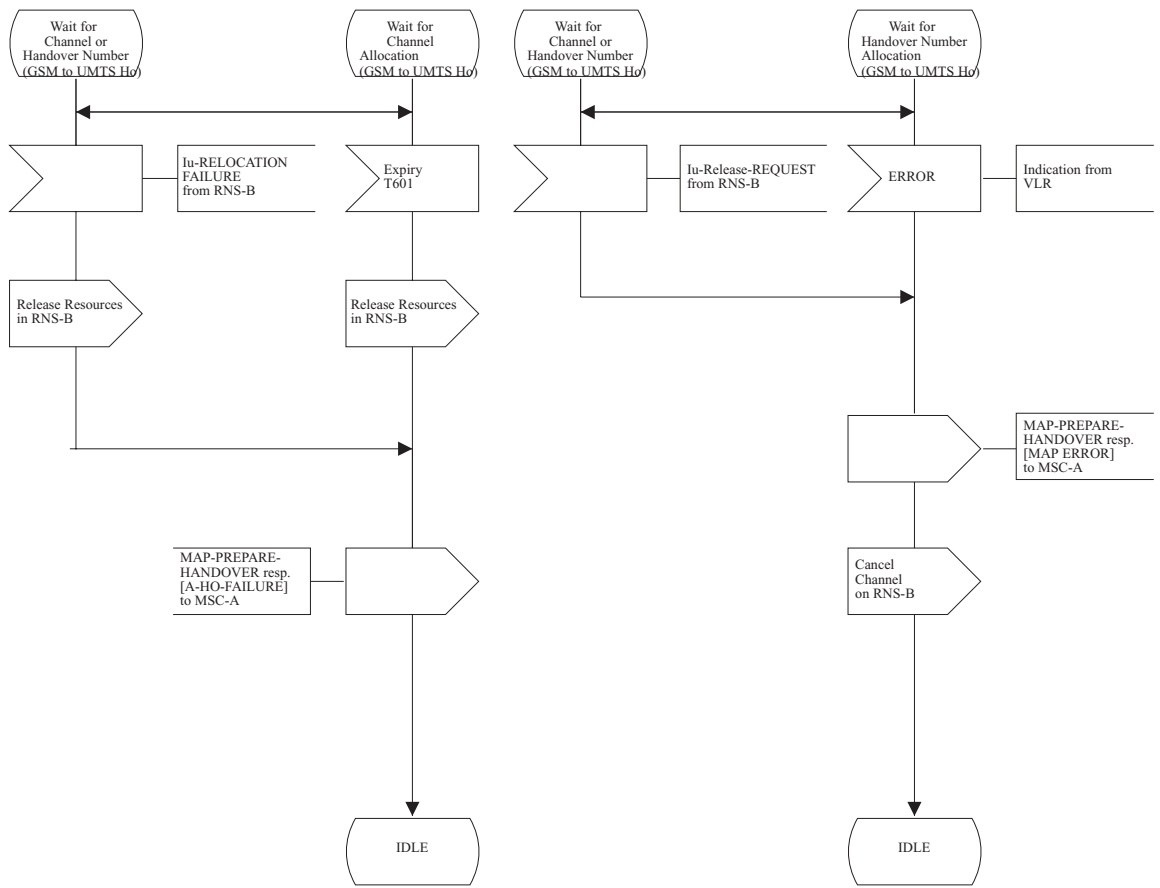 Wait for
Channel or
Handover Number
(GSM to UMTS Ho)
Wait for
Channel
Allocation
(GSM to UMTS Ho)
Wait for
Channel or
Handover Number
(GSM to UMTS Ho)
Wait for
Handover Number
Allocation
(GSM to UMTS Ho)
Iu-RELOCATION
FAILURE
from RNS-B
Expiry
T601
Iu-Release-REQUEST
from RNS-B
ERROR
Indication from
VLR
Release Resources
in RNS-B
Release Resources
in RNS-B
MAP-PREPARE-
HANDOVER resp.
[MAP ERROR]
to MSC-A
MAP-PREPARE-
HANDOVER resp.
[A-HO-FAILURE]
to MSC-A
Cancel
Channel
on RNS-B
IDLE
IDLE